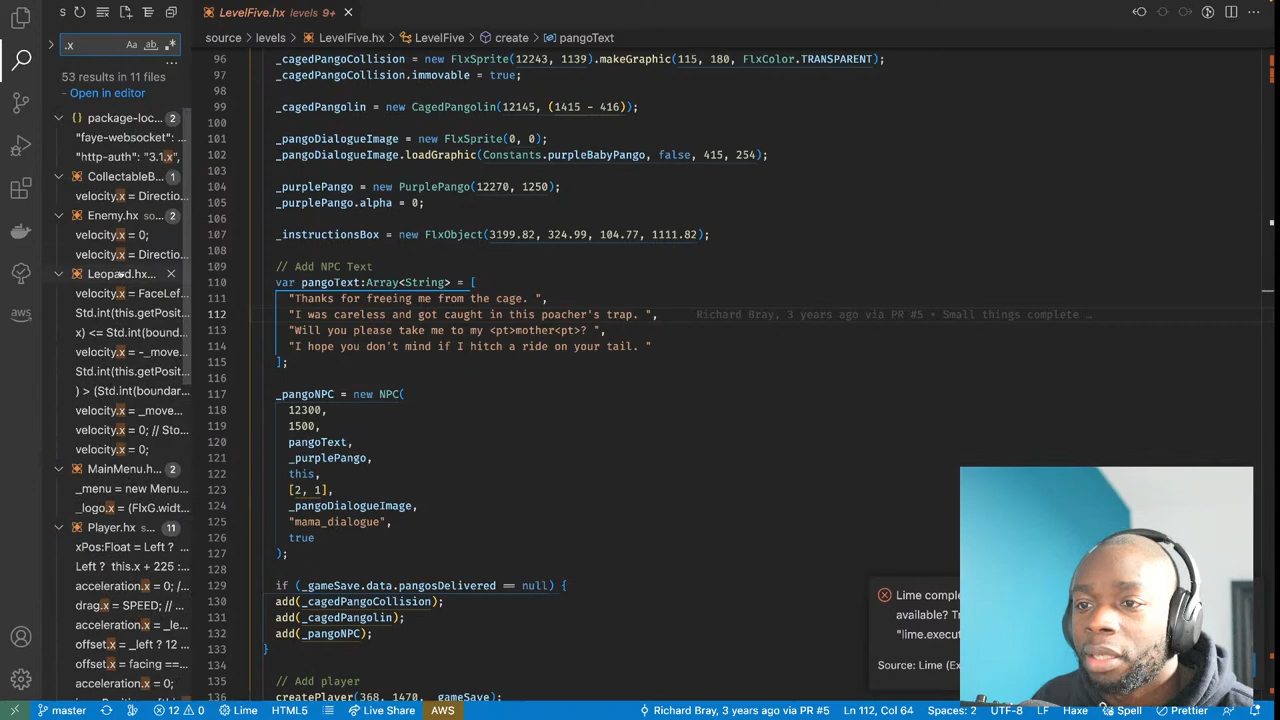 S
LevelFive.hx levels 9+
.x
Aa ab .*
source > levels > LevelFive.hx > LevelFive > create > pangoText
53 results in 11 files
Open in editor
{} package-loc... 2
"faye-websocket": ...
"http-auth": "3.1.x",
CollectableB... 1
velocity.x = Directio...
Enemy.hx so... 2
velocity.x = 0;
velocity.x = Directio...
Leopard.hx...
velocity.x = FaceLef...
Std.int(this.getPosit...
x) <= Std.int(bound...
velocity.x = -_move...
Std.int(this.getPosit...
) > (Std.int(boundar...
velocity.x = _move...
velocity.x = 0; // Sto...
velocity.x = 0;
MainMenu.h... 2
_menu = new Menu...
_logo.x = (FlxG.widt...
Player.hx s... 11
xPos:Float = Left ? ...
Left ? this.x + 225 : ...
acceleration.x = 0; /...
drag.x = SPEED; // ...
acceleration.x = _le...
offset.x = _left ? 12 ...
offset.x = facing ==...
acceleration.x = 0;
aws
96 _cagedPangoCollision = new FlxSprite(12243, 1139).makeGraphic(115, 180, FlxColor.TRANSPARENT);
97 _cagedPangoCollision.immovable = true;
98
99 _cagedPangolin = new CagedPangolin(12145, (1415 - 416));
100
101 _pangoDialogueImage = new FlxSprite(0, 0);
102 _pangoDialogueImage.loadGraphic(Constants.purpleBabyPango, false, 415, 254);
103
104 _purplePango = new PurplePango(12270, 1250);
105 _purplePango.alpha = 0;
106
107 _instructionsBox = new FlxObject(3199.82, 324.99, 104.77, 1111.82);
108
109 // Add NPC Text
110 var pangoText:Array<String> = [
111 "Thanks for freeing me from the cage. ",
112 "I was careless and got caught in this poacher's trap. ", Richard Bray, 3 years ago via PR #5 • Small things complete …
113 "Will you please take me to my <pt>mother<pt>? ",
114 "I hope you don't mind if I hitch a ride on your tail. "
115 ];
116
117 _pangoNPC = new NPC(
118 12300,
119 1500,
120 pangoText,
121 _purplePango,
122 this,
123 [2, 1],
124 _pangoDialogueImage,
125 "mama_dialogue",
126 true
127 );
128
129 if (_gameSave.data.pangosDelivered == null) {
130 add(_cagedPangoCollision);
131 add(_cagedPangolin);
132 add(_pangoNPC);
133 }
134
135 // Add player
136 createPlayer(368, 1470, _gameSave);
Lime comple
available? T
"lime.execut
Source: Lime (Ex
master 12 0 Lime HTML5 Live Share AWS Richard Bray, 3 years ago via PR #5 Ln 112, Col 64 Spaces: 2 UTF-8 LF Haxe Spell Prettier